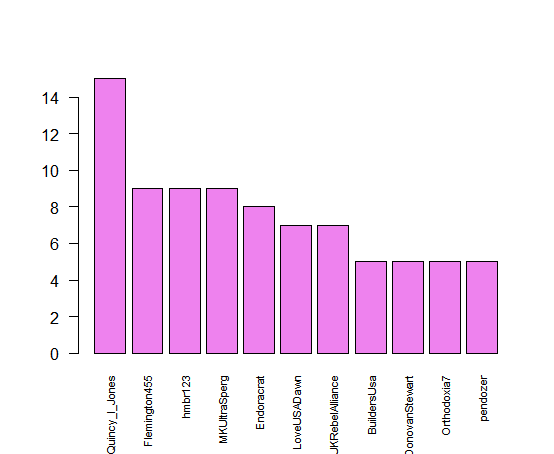 14
12
10
8
6
4
2
0
Quincy_I_Jones
Flemington455
hmbr123
MKUltraSperg
Endoracrat
LoveUSADawn
JKRebelAlliance
BuildersUsa
DonovanStewart
Orthodoxia7
pendozer